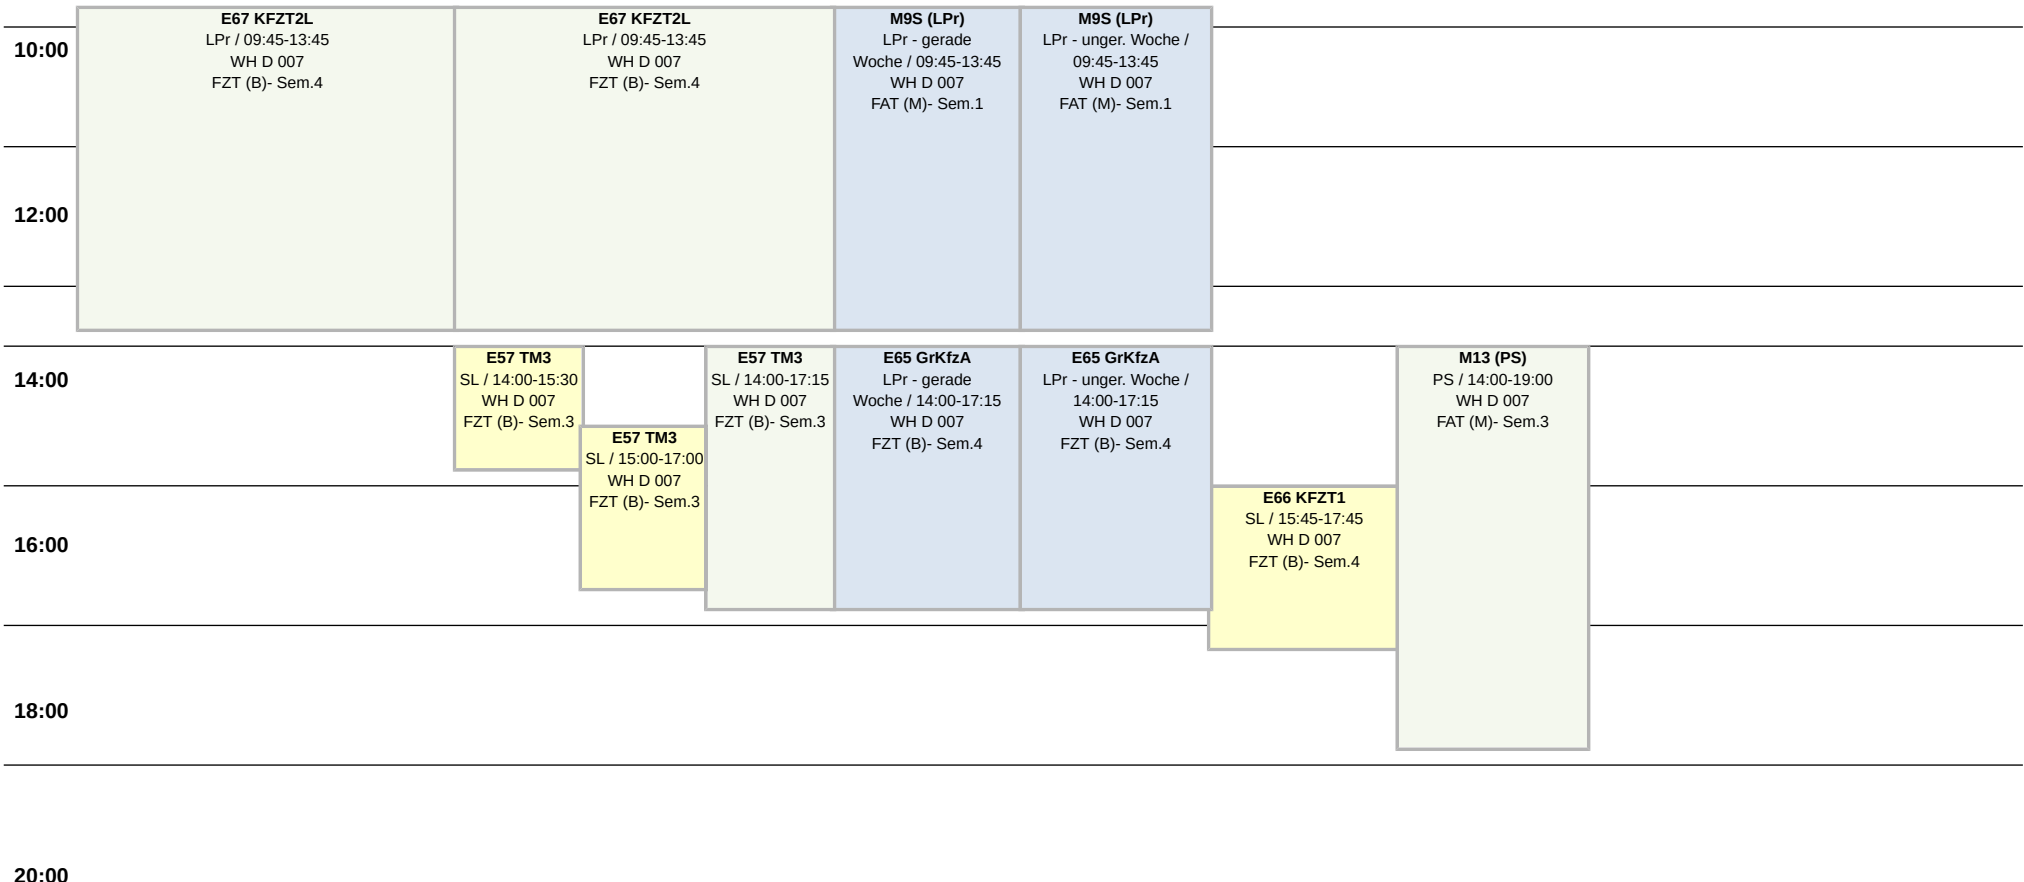 10:00
12:00
14:00
16:00
18:00
20:00
E67 KFZT2L
LPr / 09:45-13:45
WH D 007
FZT (B)- Sem.4
E67 KFZT2L
LPr / 09:45-13:45
WH D 007
FZT (B)- Sem.4
M9S (LPr)
LPr - gerade
Woche / 09:45-13:45
WH D 007
FAT (M)- Sem.1
M9S (LPr)
LPr - unger. Woche /
09:45-13:45
WH D 007
FAT (M)- Sem.1
E57 TM3
SL / 14:00-15:30
WH D 007
FZT (B)- Sem.3
E57 TM3
SL / 15:00-17:00
WH D 007
FZT (B)- Sem.3
E57 TM3
SL / 14:00-17:15
WH D 007
FZT (B)- Sem.3
E65 GrKfzA
LPr - gerade
Woche / 14:00-17:15
WH D 007
FZT (B)- Sem.4
E65 GrKfzA
LPr - unger. Woche /
14:00-17:15
WH D 007
FZT (B)- Sem.4
E66 KFZT1
SL / 15:45-17:45
WH D 007
FZT (B)- Sem.4
M13 (PS)
PS / 14:00-19:00
WH D 007
FAT (M)- Sem.3